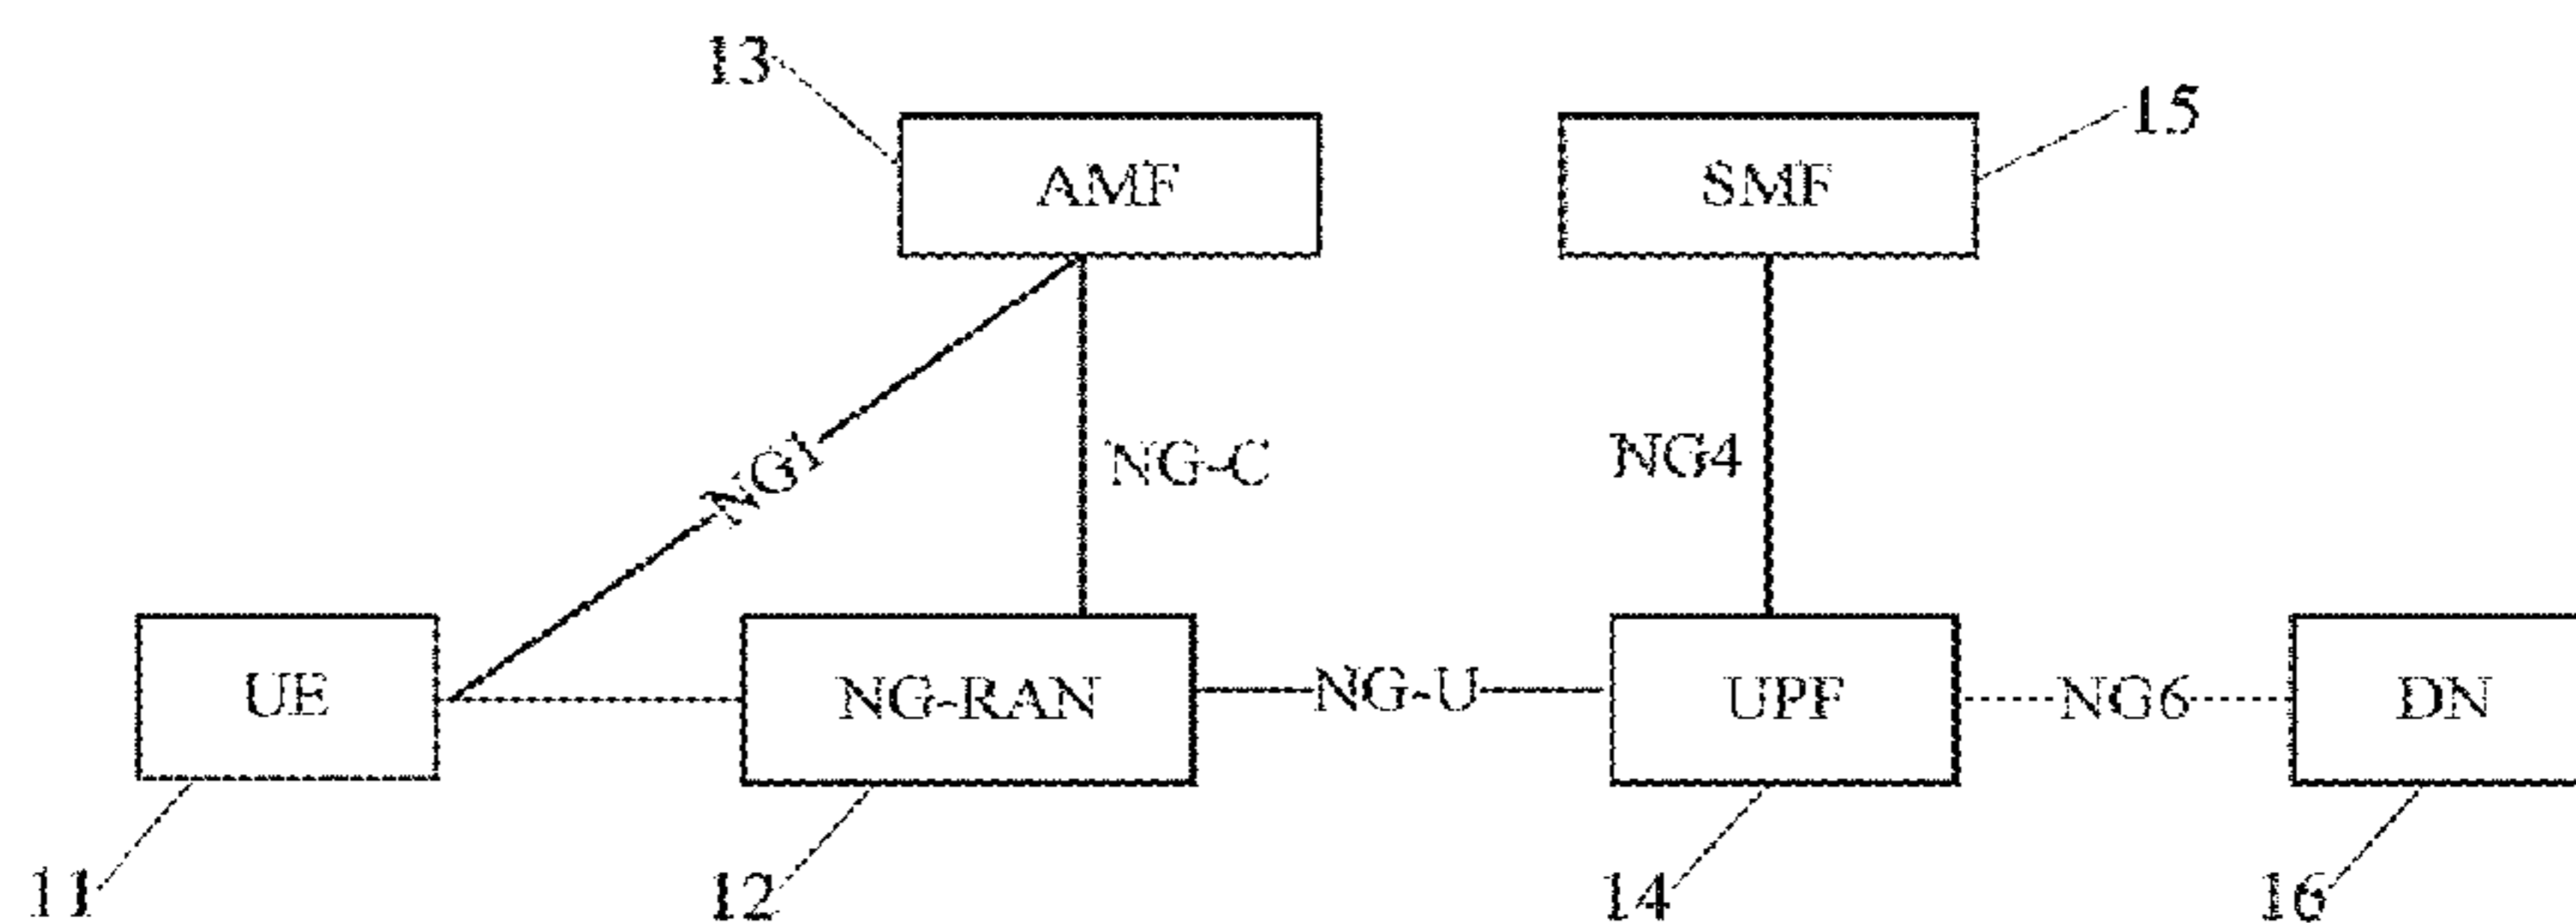 13
15
AMF
SMF
NG1
NG-C
NG4
UE
NG-RAN
NG-U
UPF
NG6
DN
11
12
14
16